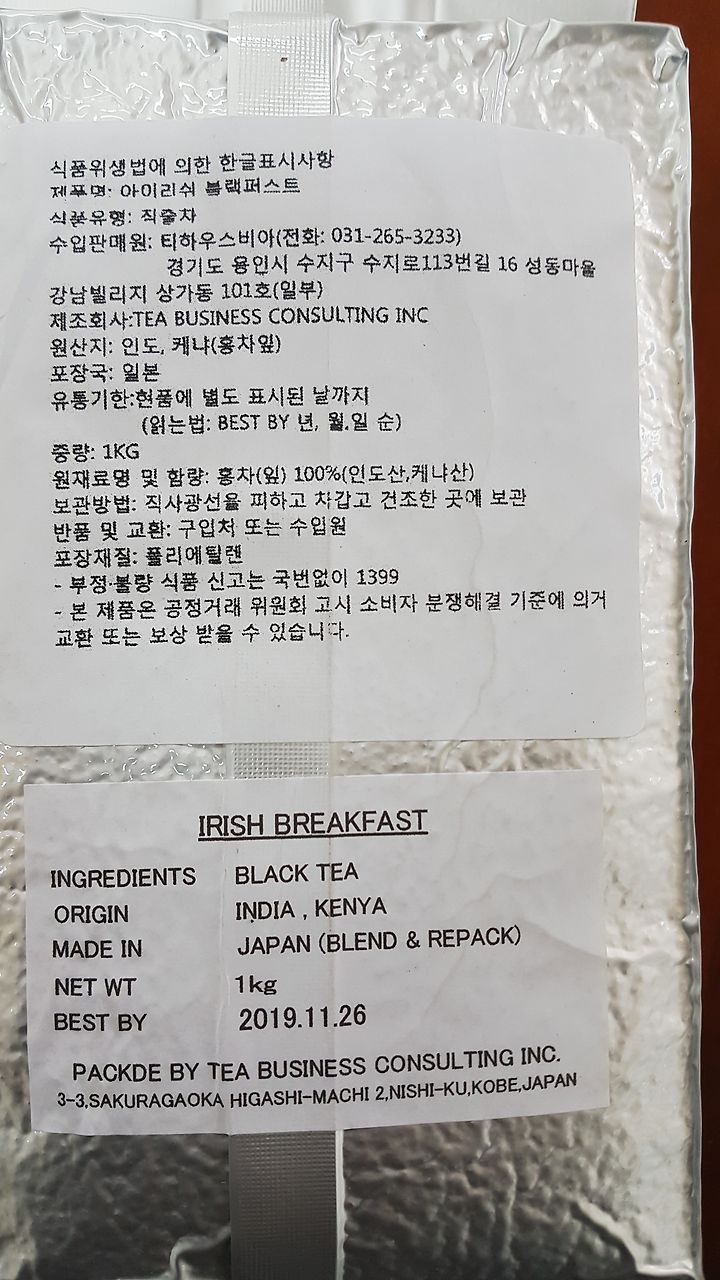 식품위생법에 의한 한글표시사항
제품명: 아이리쉬 블랙퍼스트
식품유형: 직출차
수입판매원: 티하우스비아(전화: 031-265-3233)
경기도 용인시 수지구 수지로113번길 16 성동마을
강남빌리지 상가동 101호(일부)
제조회사:TEA BUSINESS CONSULTING INC
원산지: 인도, 케냐(홍차잎)
포장국: 일본
유통기한:현품에 별도 표시된 날까지
(읽는법: BEST BY 년, 월.일 순)
중량: 1KG
원재료명 및 함량: 홍차(잎) 100%(인도산,케냐산)
보관방법: 직사광선을 피하고 차갑고 건조한 곳에 보관
반품 및 교환: 구입처 또는 수입원
포장재질: 폴리에틸렌
- 부정·불량 식품 신고는 국번없이 1399
- 본 제품은 공정거래 위원회 고시 소비자 분쟁해결 기준에 의거
교환 또는 보상 받을 수 있습니다.
IRISH BREAKFAST
INGREDIENTS BLACK TEA
ORIGIN INDIA , KENYA
MADE IN JAPAN (BLEND & REPACK)
NET WT 1kg
BEST BY 2019.11.26
PACKDE BY TEA BUSINESS CONSULTING INC.
3-3,SAKURAGAOKA HIGASHI-MACHI 2,NISHI-KU,KOBE,JAPAN